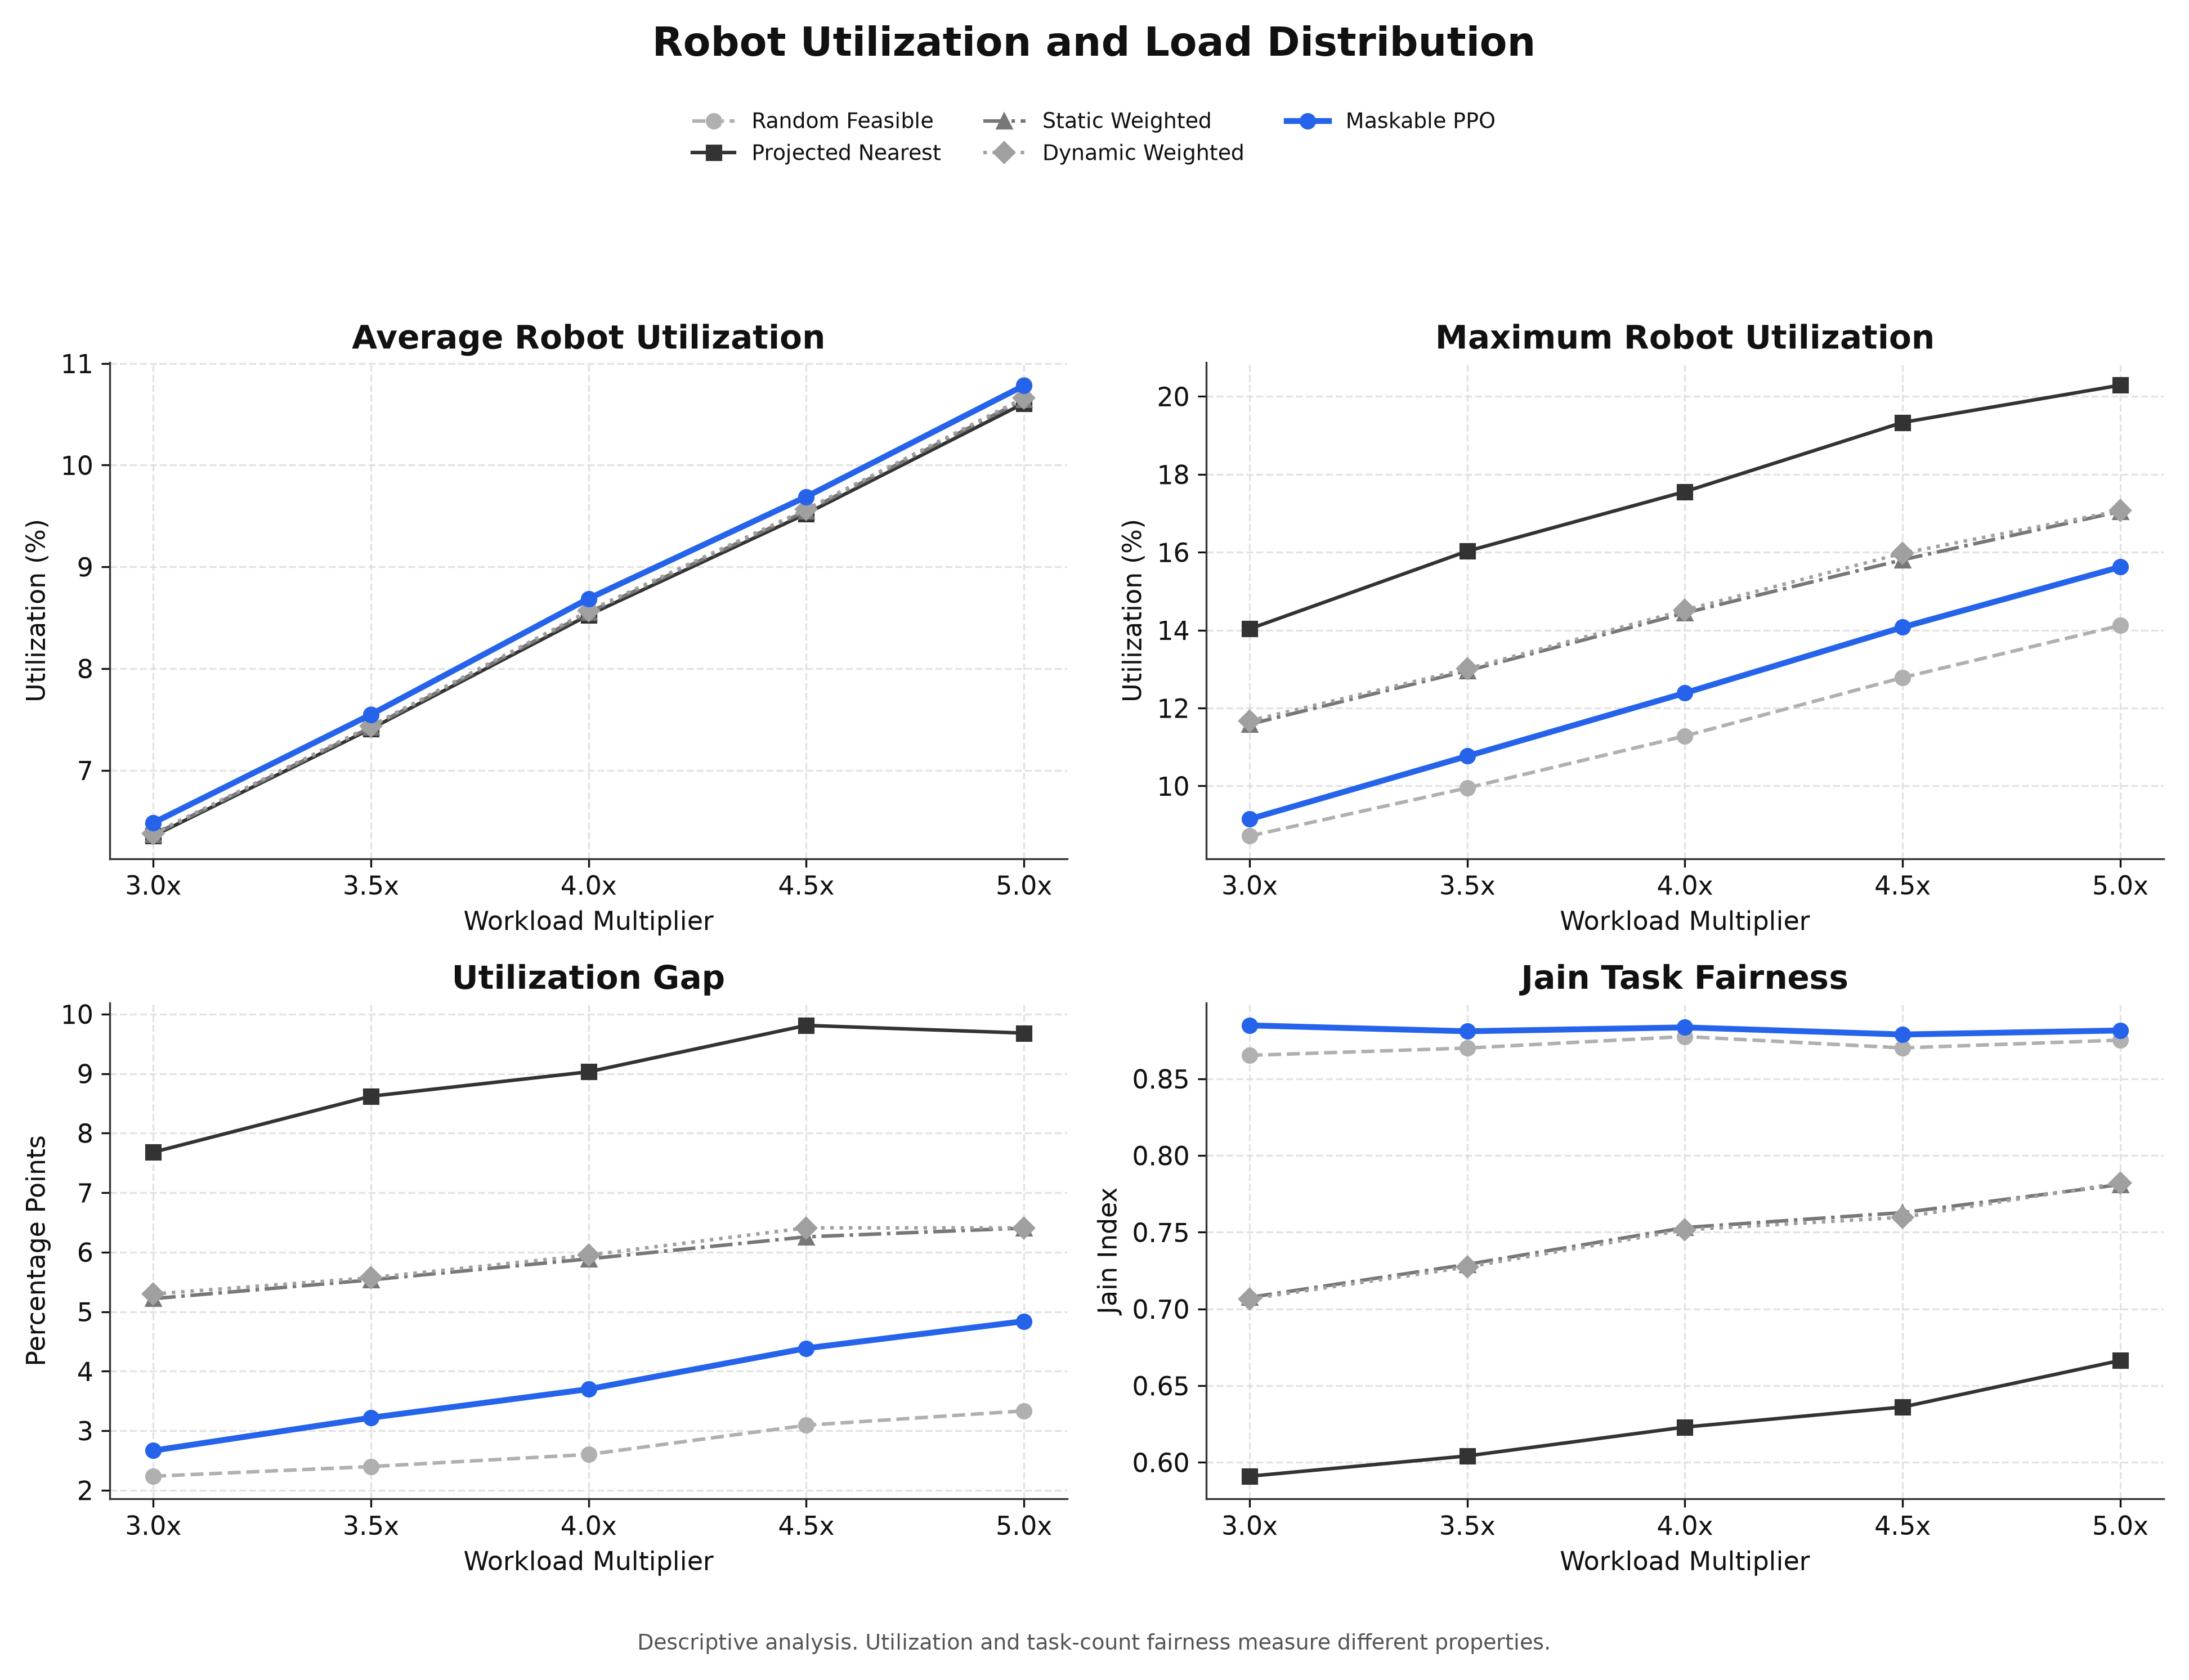 Robot Utilization and Load Distribution
Random Feasible
Projected Nearest
Static Weighted
Dynamic Weighted
Maskable PPO
Average Robot Utilization
Utilization (%)
11
10
9
8
7
3.0x 3.5x 4.0x 4.5x 5.0x
Workload Multiplier
Maximum Robot Utilization
Utilization (%)
20
18
16
14
12
10
3.0x 3.5x 4.0x 4.5x 5.0x
Workload Multiplier
Utilization Gap
Percentage Points
10
9
8
7
6
5
4
3
2
3.0x 3.5x 4.0x 4.5x 5.0x
Workload Multiplier
Jain Task Fairness
Jain Index
0.85
0.80
0.75
0.70
0.65
0.60
3.0x 3.5x 4.0x 4.5x 5.0x
Workload Multiplier
Descriptive analysis. Utilization and task-count fairness measure different properties.